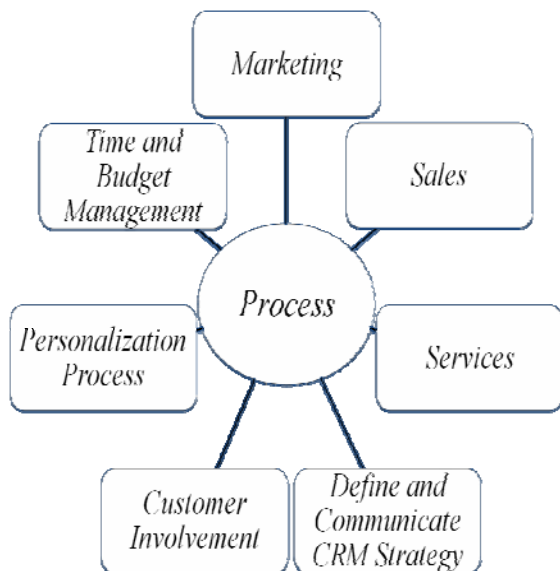 Marketing
Time and
Budget
Management
Sales
Process
Personalization
Process
Services
Customer
Involvement
Define and
Communicate
CRM Strategy